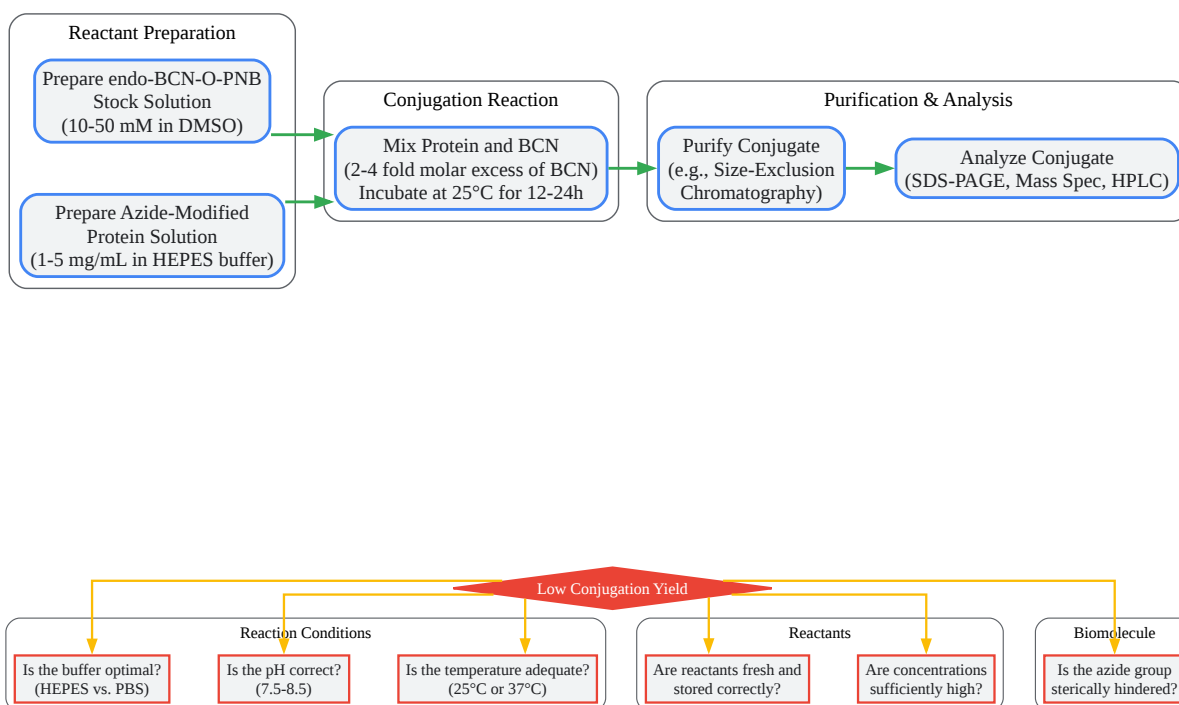 Reactant Preparation
Prepare endo-BCN-O-PNB
Stock Solution
(10-50 mM in DMSO)
Prepare Azide-Modified
Protein Solution
(1-5 mg/mL in HEPES buffer)
Conjugation Reaction
Mix Protein and BCN
(2-4 fold molar excess of BCN)
Incubate at 25°C for 12-24h
Purification & Analysis
Purify Conjugate
(e.g., Size-Exclusion
Chromatography)
Analyze Conjugate
(SDS-PAGE, Mass Spec, HPLC)
Low Conjugation Yield
Reaction Conditions
Is the buffer optimal?
(HEPES vs. PBS)
Is the pH correct?
(7.5-8.5)
Is the temperature adequate?
(25°C or 37°C)
Reactants
Are reactants fresh and
stored correctly?
Are concentrations
sufficiently high?
Biomolecule
Is the azide group
sterically hindered?